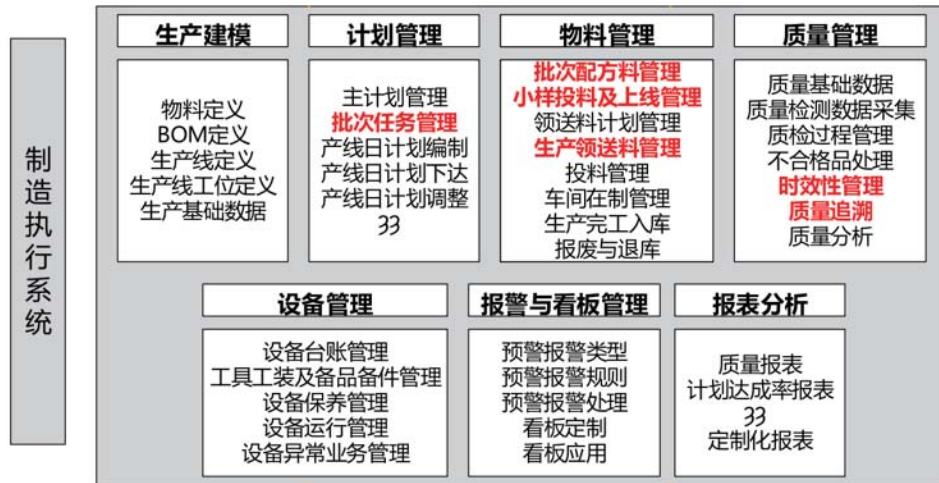 制造执行系统
生产建模
物料定义
BOM定义
生产线定义
生产线工位定义
生产基础数据
计划管理
主计划管理
批次任务管理
产线日计划编制
产线日计划下达
产线日计划调整
33
物料管理
批次配方料管理
小样投料及上线管理
领送料计划管理
生产领送料管理
投料管理
车间在制管理
生产完工入库
报废与退库
质量管理
质量基础数据
质量检测数据采集
质检过程管理
不合格品处理
时效性管理
质量追溯
质量分析
设备管理
设备台账管理
工具工装及备品备件管理
设备保养管理
设备运行管理
设备异常业务管理
报警与看板管理
预警报警类型
预警报警规则
预警报警处理
看板定制
看板应用
报表分析
质量报表
计划达成率报表
33
定制化报表